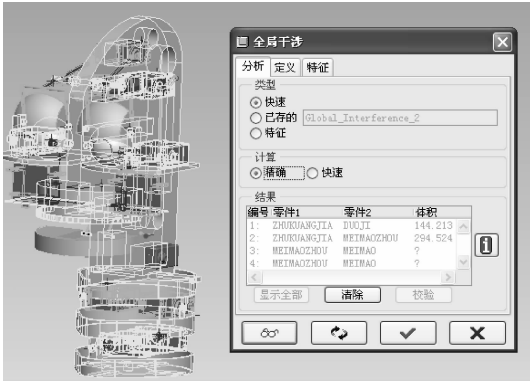 全局干涉
分析 定义 特征
类型
快速
已存的 Global_Interference_2
特征
计算
精确 快速
结果
编号 零件1 零件2 体积
1: ZHUKUANGJIA DUOJI 144.213
2: ZHUKUANGJIA MEIMAOZHOU 294.524
3: MEIMAOZHOU MEIMAO ?
4: MEIMAOZHOU MEIMAO ?
显示全部 清除 校验